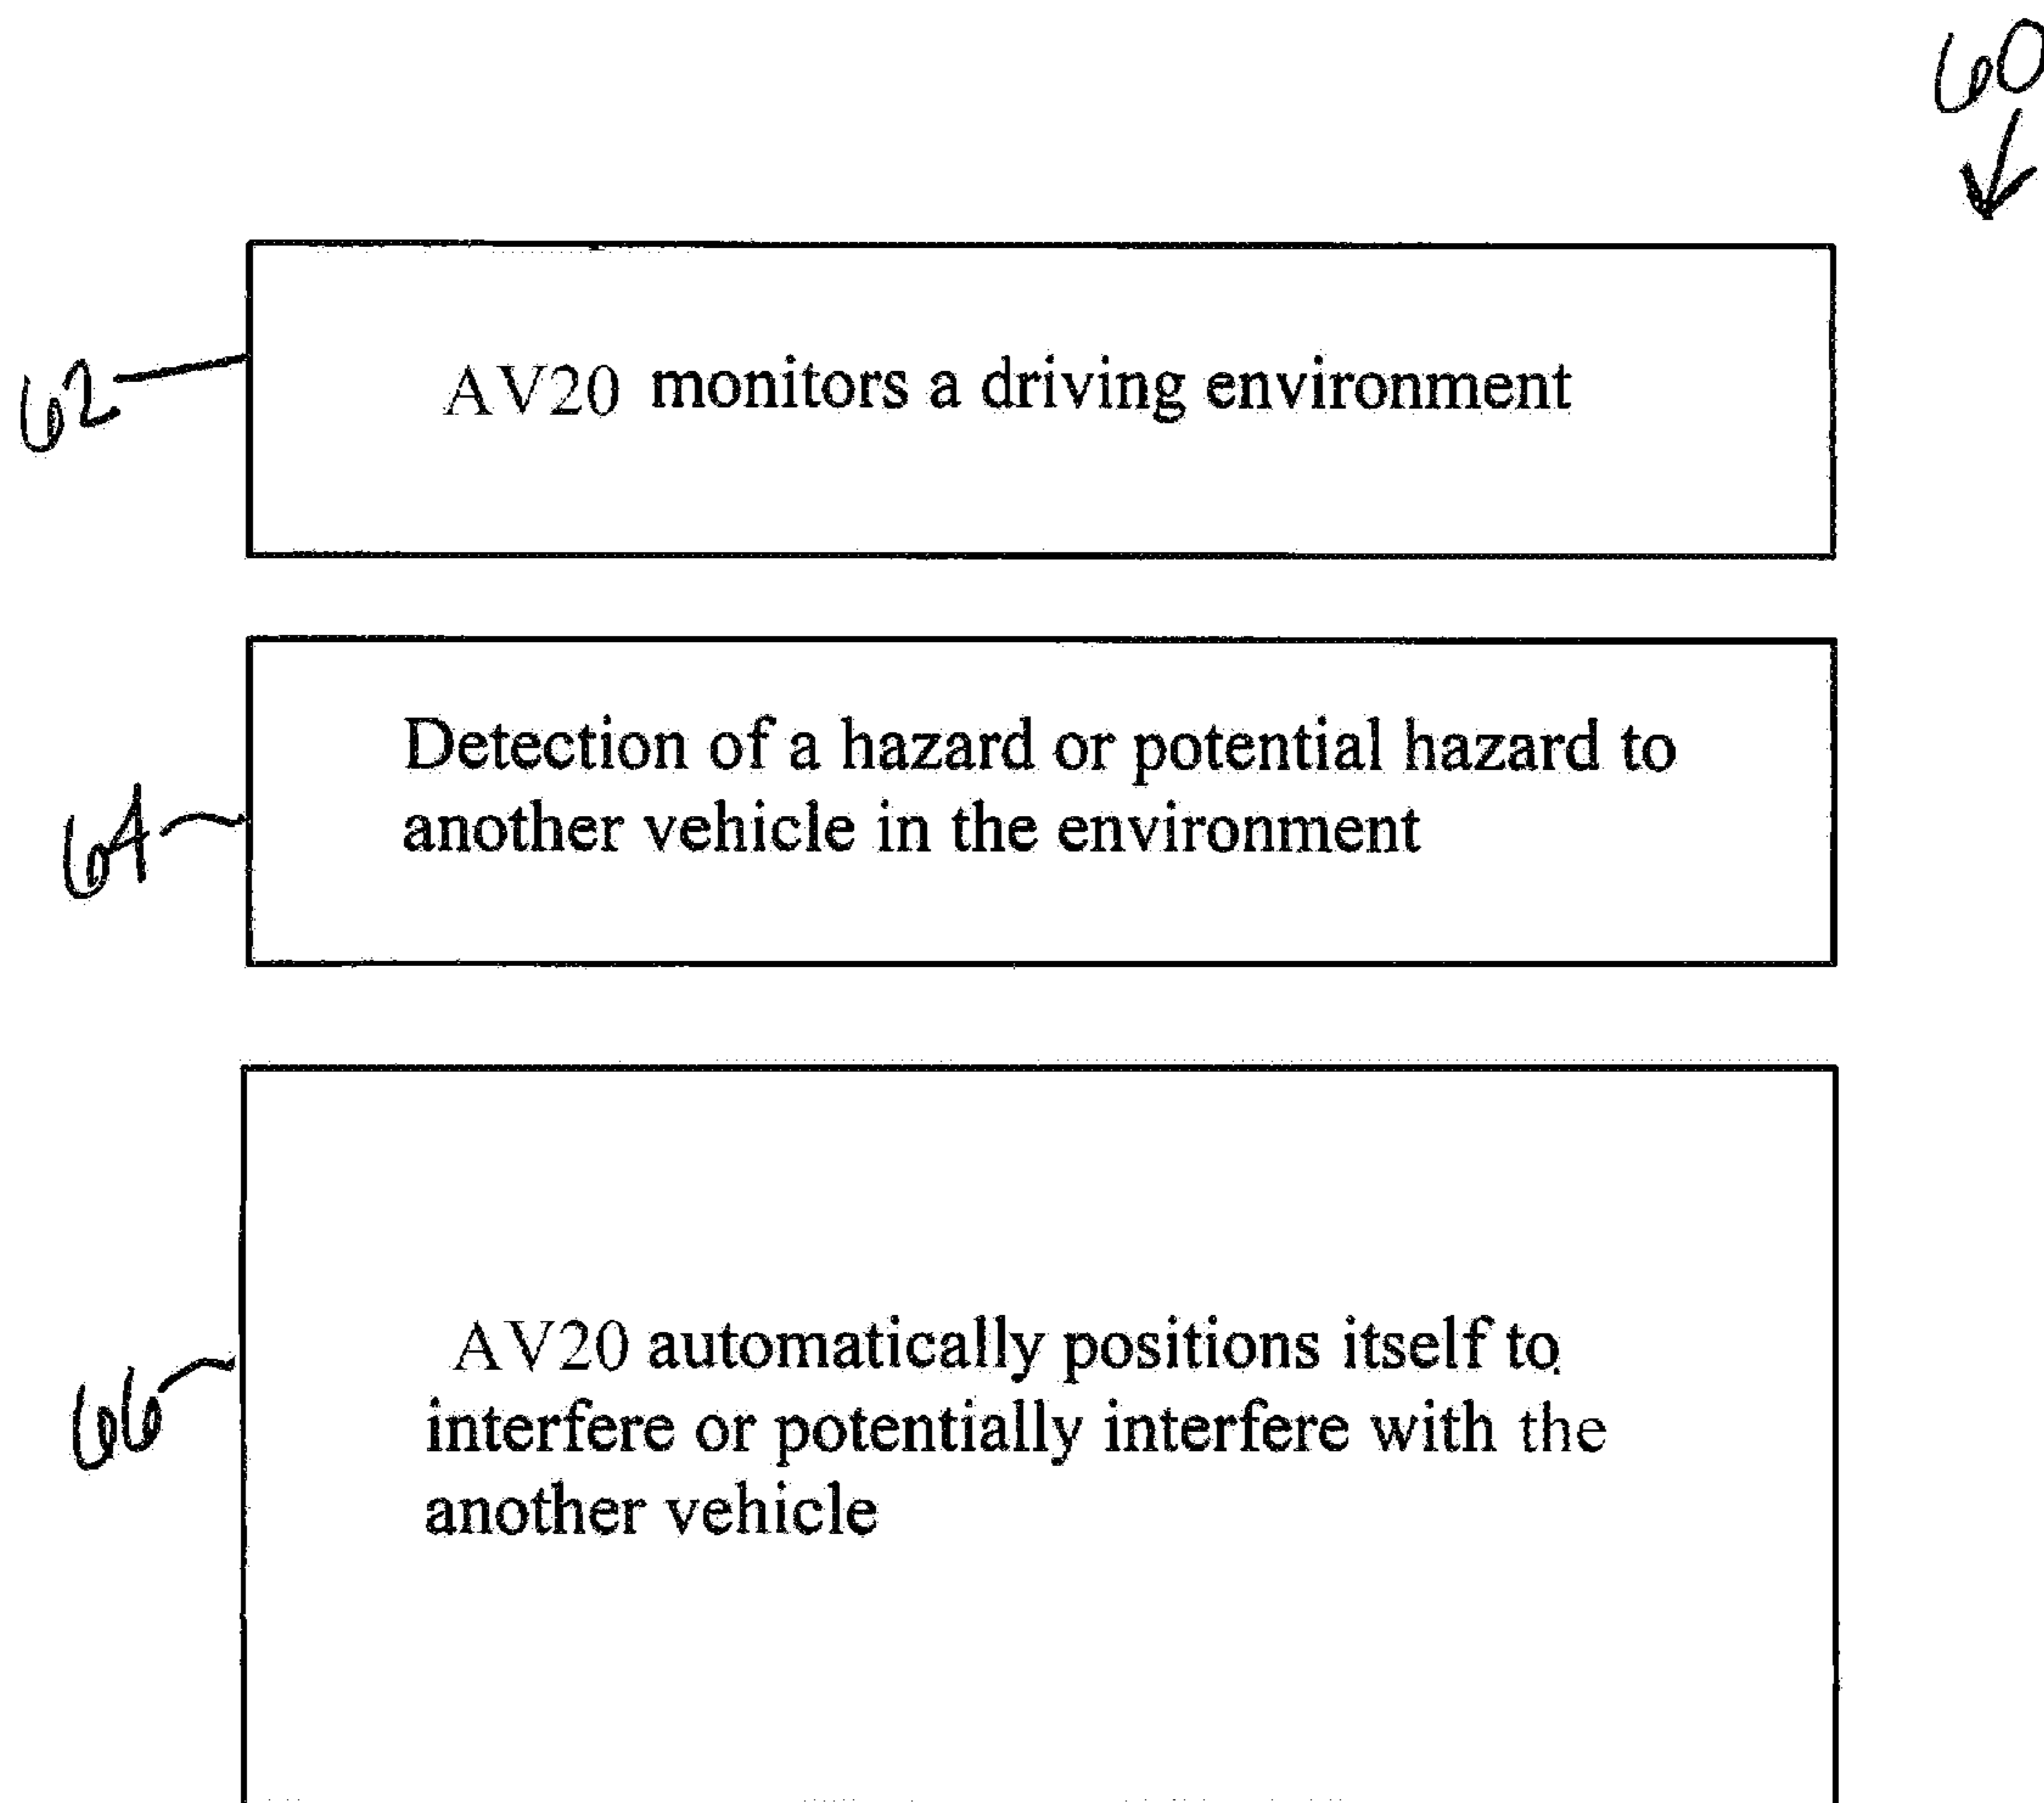 60
62
AV20 monitors a driving environment
64
Detection of a hazard or potential hazard to
another vehicle in the environment
66
AV20 automatically positions itself to
interfere or potentially interfere with the
another vehicle